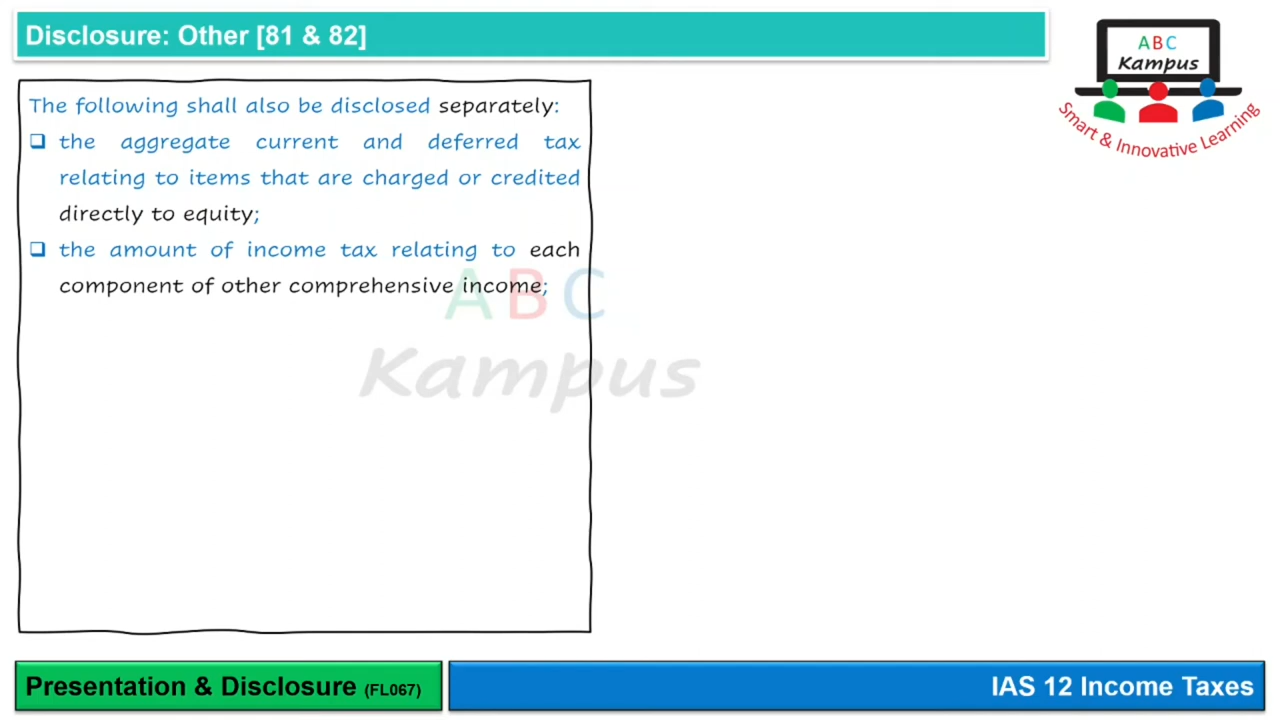 Disclosure: Other [81 & 82]
ABC
Kampus
Smart & Innovative Learning
The following shall also be disclosed separately:
❑ the aggregate current and deferred tax
relating to items that are charged or credited
directly to equity;
❑ the amount of income tax relating to each
component of other comprehensive income;
ABC
Kampus
Presentation & Disclosure (FL067)
IAS 12 Income Taxes